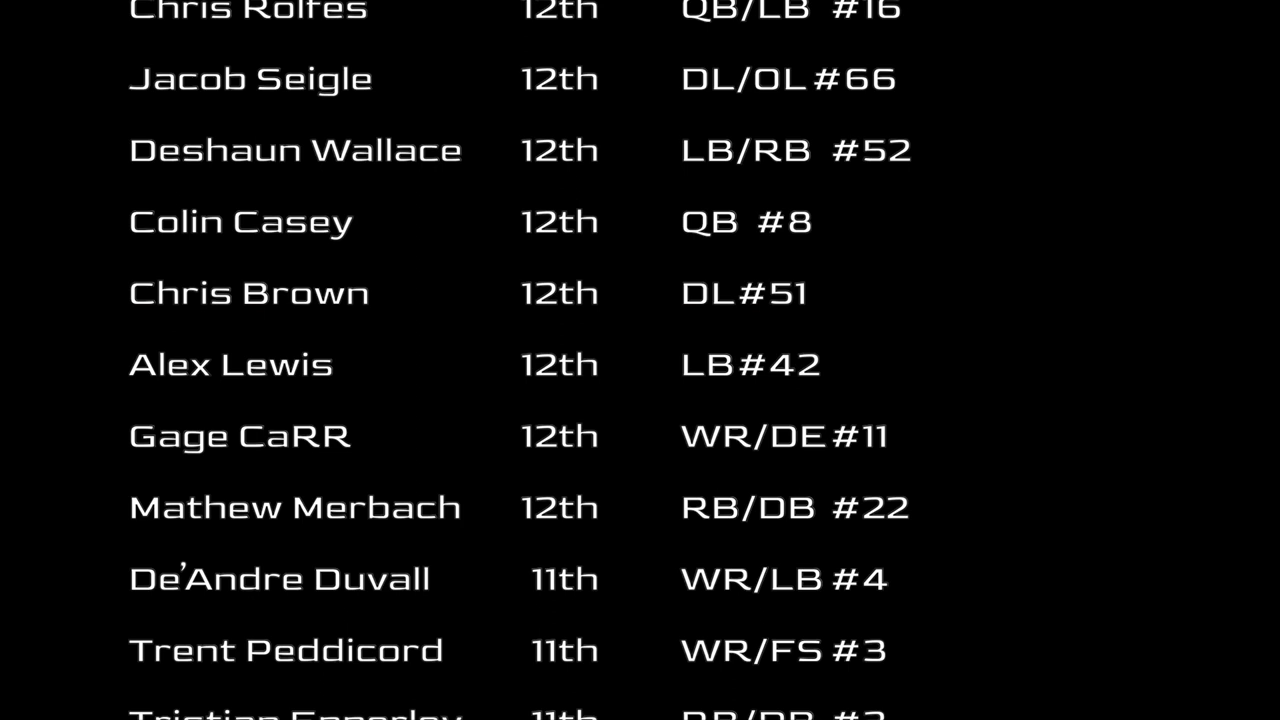 Chris Rolfes 12th QB/LB #16
Jacob Seigle 12th DL/OL #66
Deshaun Wallace 12th LB/RB #52
Colin Casey 12th QB #8
Chris Brown 12th DL #51
Alex Lewis 12th LB #42
Gage CaRR 12th WR/DE #11
Mathew Merbach 12th RB/DB #22
De’Andre Duvall 11th WR/LB #4
Trent Peddicord 11th WR/FS #3
Tristian 11th